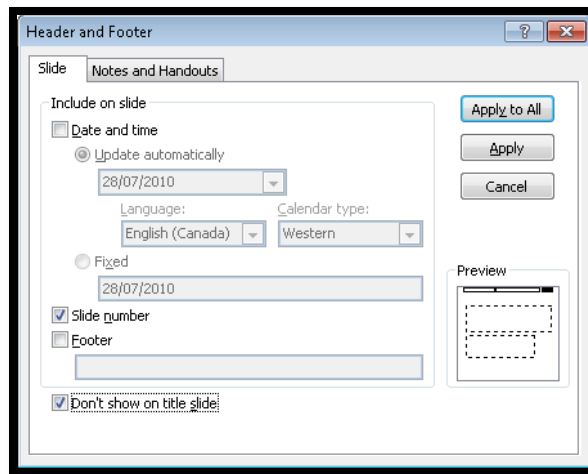 Header and Footer
Slide
Notes and Handouts
Include on slide
Date and time
Update automatically
28/07/2010
Language:
Calendar type:
English (Canada)
Western
Fixed
28/07/2010
Slide number
Footer
Don't show on title slide
Apply to All
Apply
Cancel
Preview